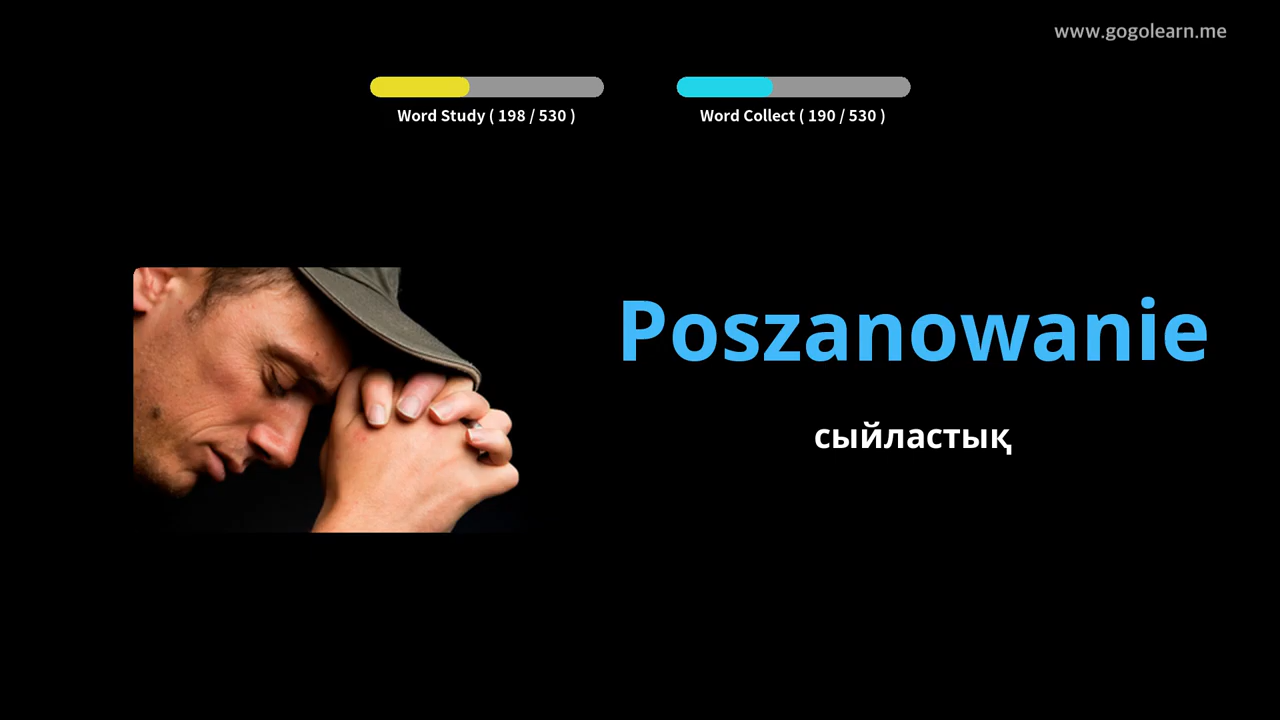 www.gogolearn.me
Word Study ( 198 / 530 )
Word Collect ( 190 / 530 )
Poszanowanie
сыйластық